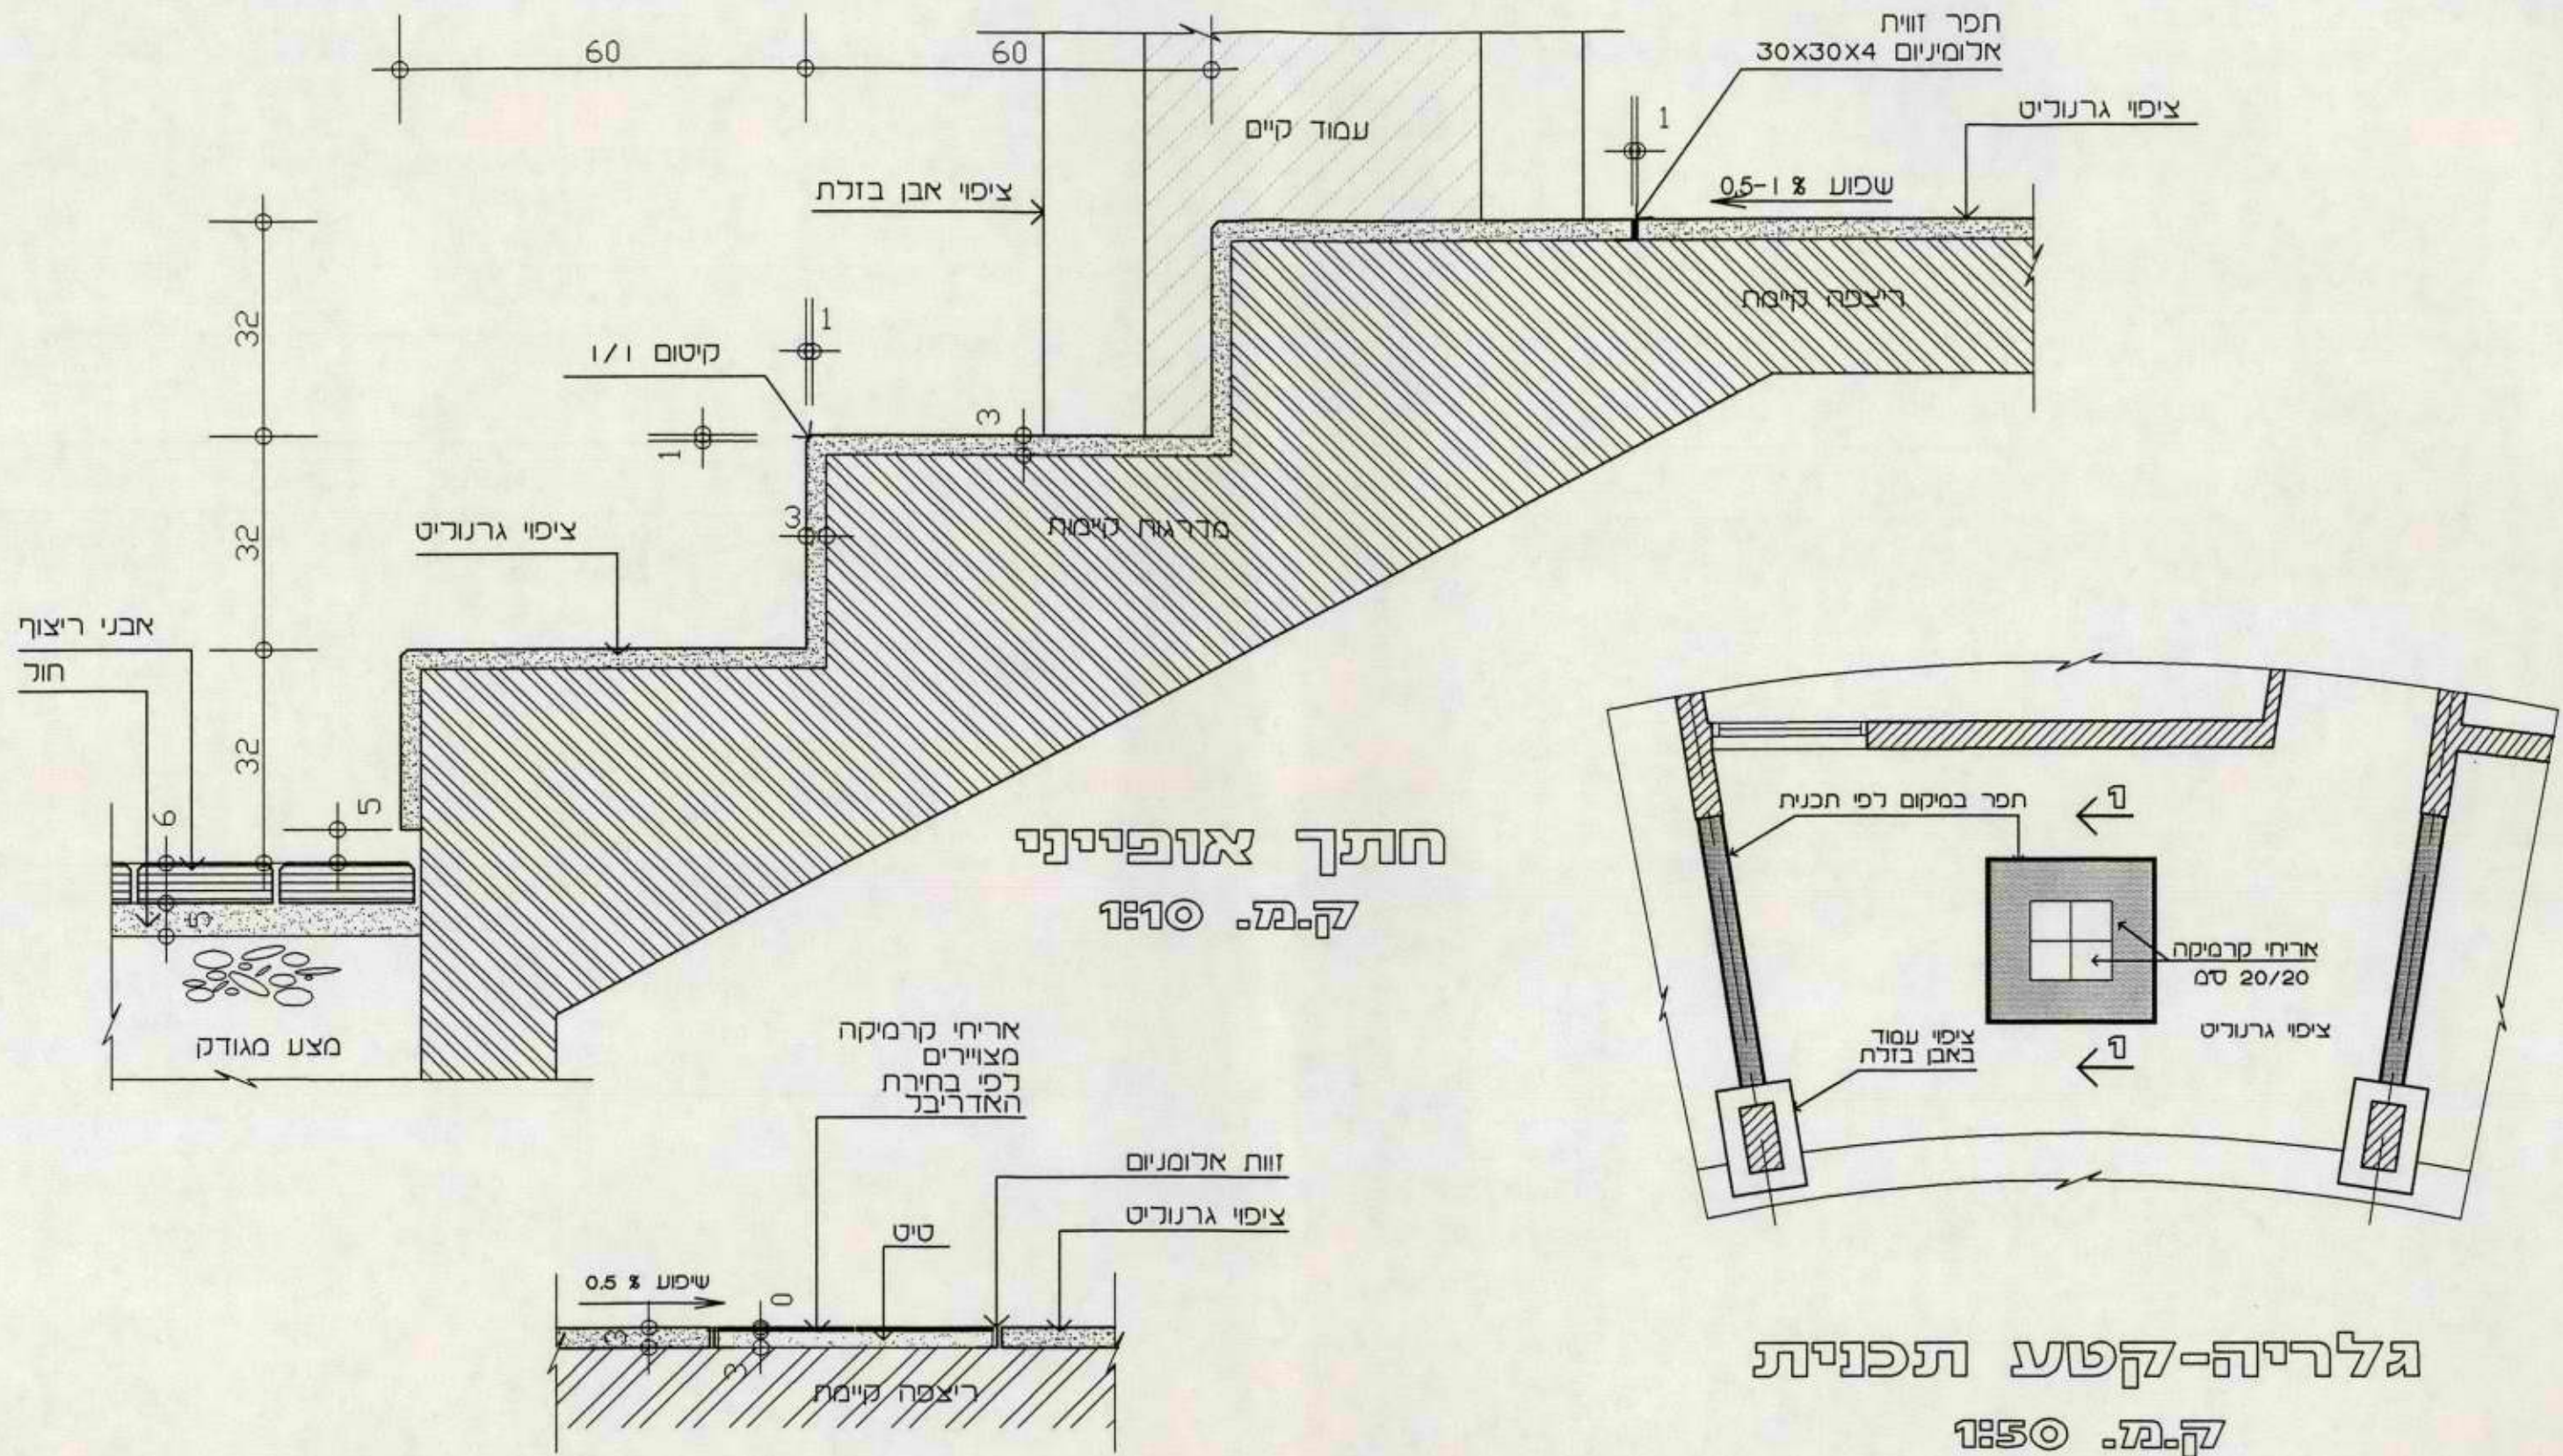 60
60
תפר זווית
אלומיניום 30X30X4
עמוד קיים
1
ציפוי גרנוליט
ציפוי אבן בזלת
שפוע % 0.5-1
32
1
קיטום 1/1
ריצפה קיימת
3
1
32
3
ציפוי גרנוליט
מדרגות קיימות
אבני ריצוף
חול
32
6
5
5
חתך אופייני
ק.מ. 1:10
מצע מגודק
תפר במיקום לפי תכנית
1
אריחי קרמיקה
20/20 סמ
ציפוי עמוד
באבן בזלת
ציפוי גרנוליט
1
אריחי קרמיקה
מצויירים
לפי בחירת
האדריכל
זוות אלומניום
ציפוי גרנוליט
טיט
שיפוע % 0.5
0
3
3
ריצפה קיימת
גלריה-קטע תכנית
ק.מ. 1:50